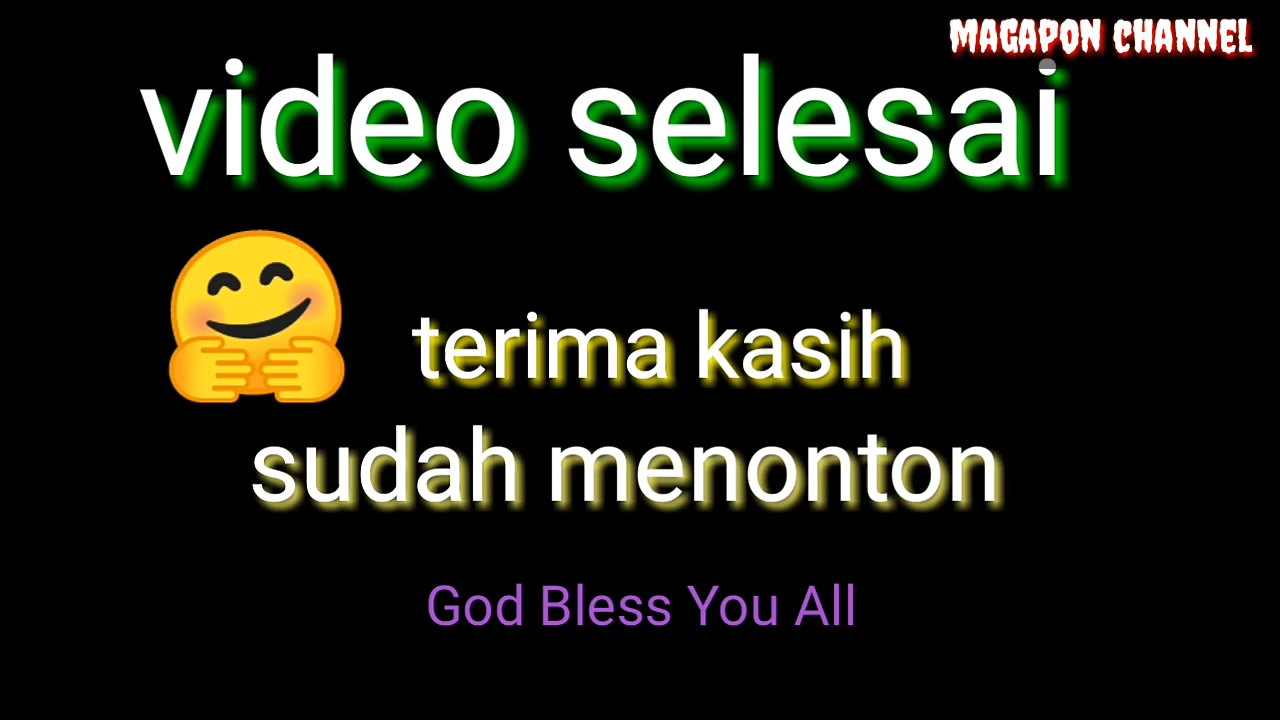 MAGAPON CHANNEL
video selesai
terima kasih
sudah menonton
God Bless You All